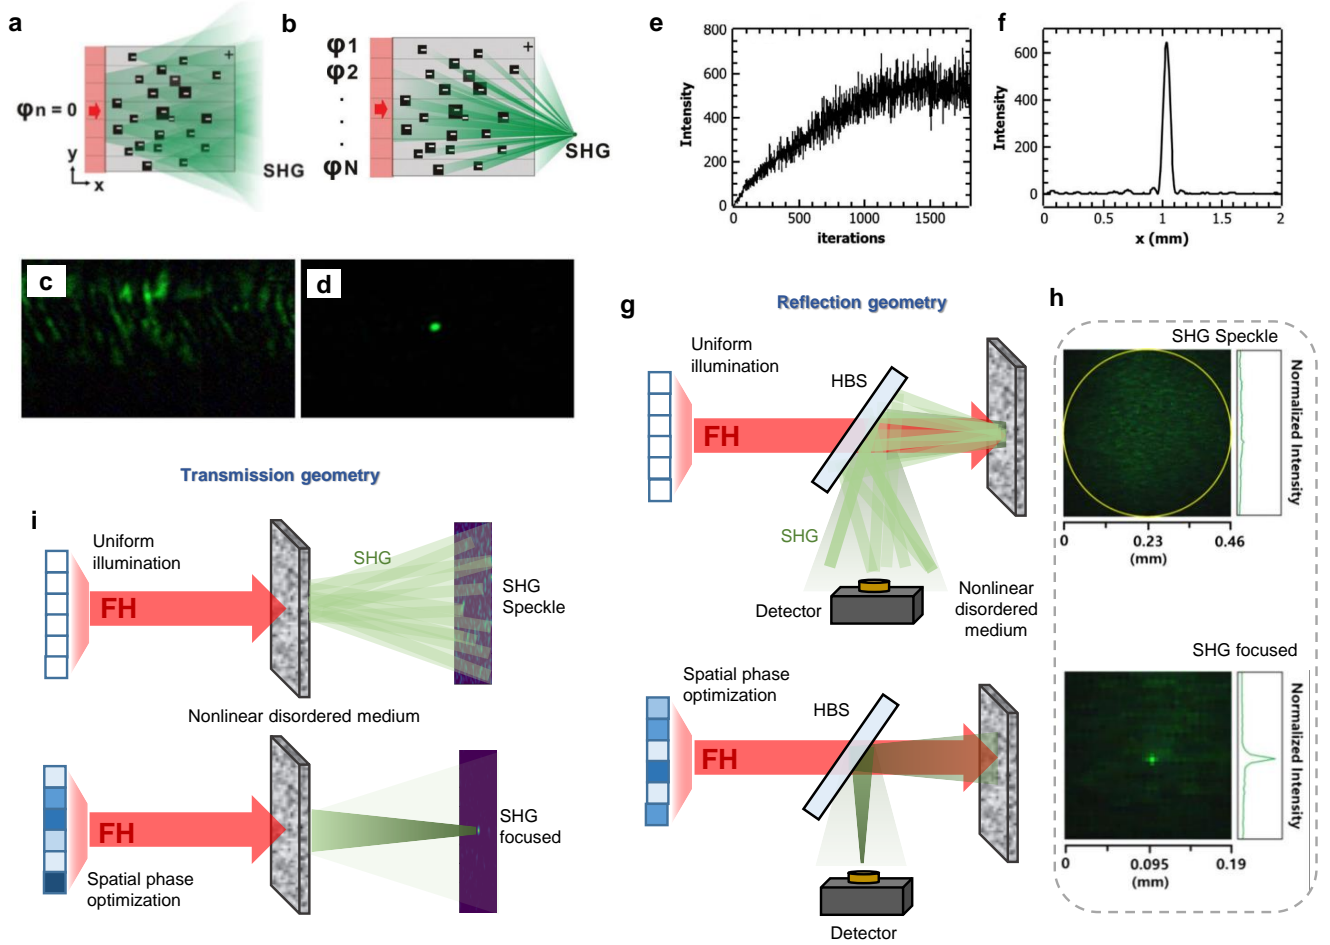 a
+
φn = 0
y
x
SHG
b
φ1
φ2
.
.
.
φN
+
SHG
c
d
e
800
600
400
200
0
Intensity
0
500
1000
1500
iterations
f
600
400
200
0
Intensity
0
0.5
1
1.5
2
x (mm)
g
Reflection geometry
Uniform
illumination
FH
HBS
SHG
Detector
Nonlinear
disordered
medium
Spatial phase
optimization
FH
HBS
Detector
h
SHG Speckle
Normalized Intensity
0
0.23
0.46
(mm)
SHG focused
Normalized Intensity
0
0.095
0.19
(mm)
Transmission geometry
i
Uniform
illumination
FH
SHG
SHG
Speckle
Nonlinear disordered medium
FH
Spatial phase
optimization
SHG
focused